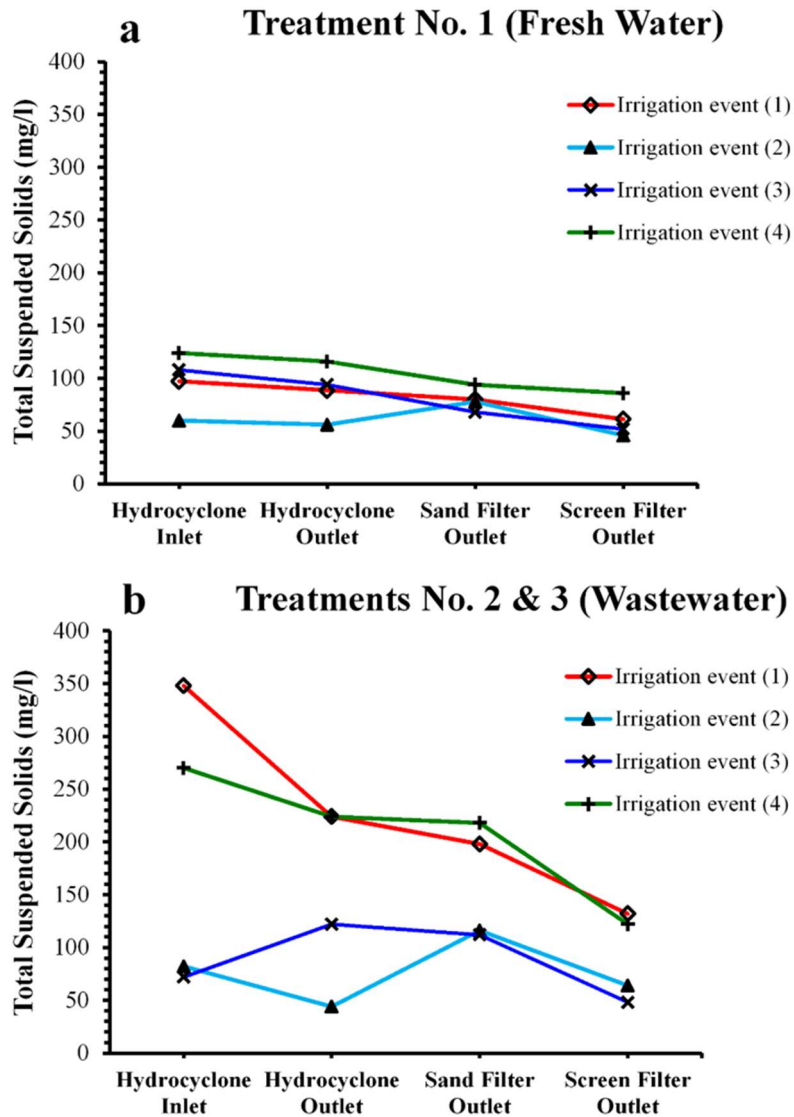 a
Treatment No. 1 (Fresh Water)
Total Suspended Solids (mg/l)
400
350
300
250
200
150
100
50
0
Irrigation event (1)
Irrigation event (2)
Irrigation event (3)
Irrigation event (4)
Hydrocyclone
Inlet
Hydrocyclone
Outlet
Sand Filter
Outlet
Screen Filter
Outlet
b
Treatments No. 2 & 3 (Wastewater)
Total Suspended Solids (mg/l)
400
350
300
250
200
150
100
50
0
Irrigation event (1)
Irrigation event (2)
Irrigation event (3)
Irrigation event (4)
Hydrocyclone
Inlet
Hydrocyclone
Outlet
Sand Filter
Outlet
Screen Filter
Outlet